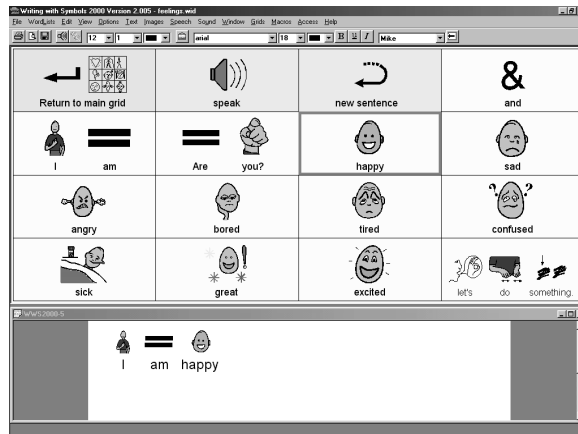 Writing with Symbols 2000 Version 2.005 - feelings.wid
File WordLists Edit View Options Text Images Speech Sound Window Grids Macros Access Help
12 1 arial 18 B U I Mike
Return to main grid speak new sentence and
&
I am Are you? happy sad
angry bored tired confused
sick great excited let's do something.
WWS2000-5
I am happy